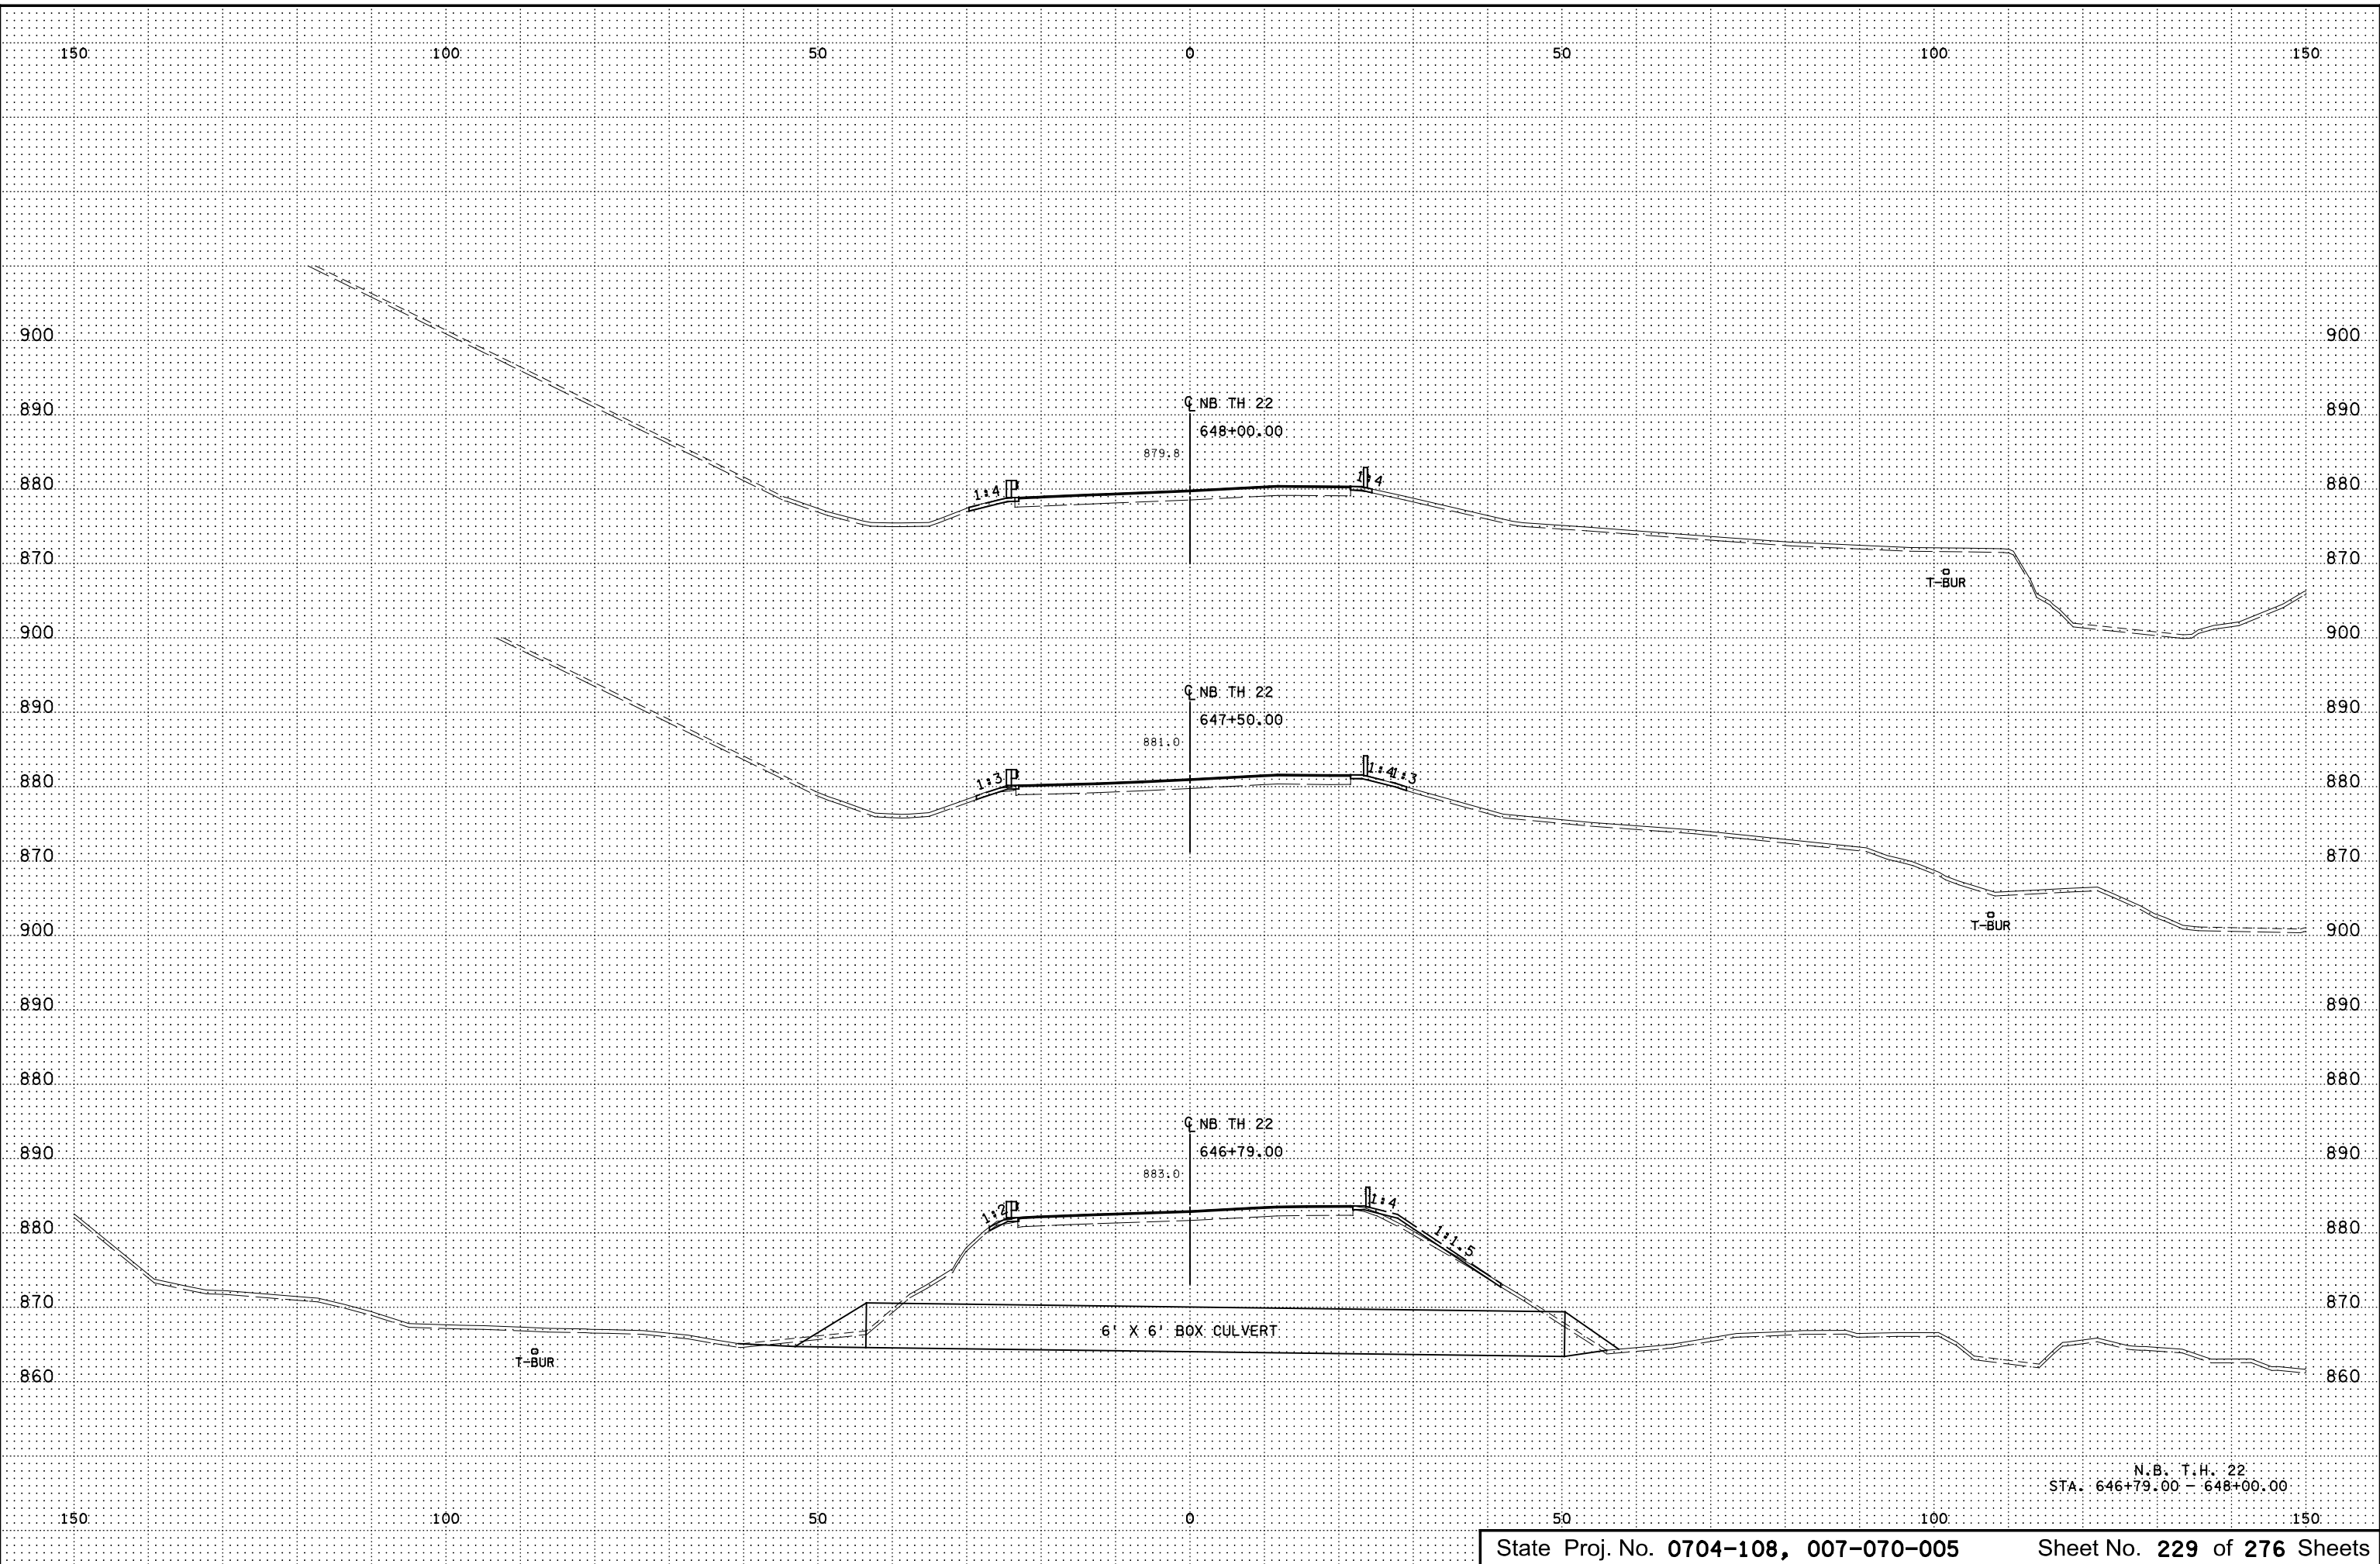 150 100 50 0 50 100 150
900 900
890 890
℄ NB TH 22
648+00.00
879.8
880 1:4 1:4 880
870 870
T-BUR
900 900
890 890
℄ NB TH 22
647+50.00
881.0
880 1:3 1:4 1:3 880
870 870
T-BUR
900 900
890 890
880 880
℄ NB TH 22
890 646+79.00 890
883.0
1:4
880 1:2 1:1.5 880
870 870
6' X 6' BOX CULVERT
T-BUR
860 860
N.B. T.H. 22
STA. 646+79.00 - 648+00.00
150 100 50 0 50 100 150
State Proj. No. 0704-108, 007-070-005 Sheet No. 229 of 276 Sheets